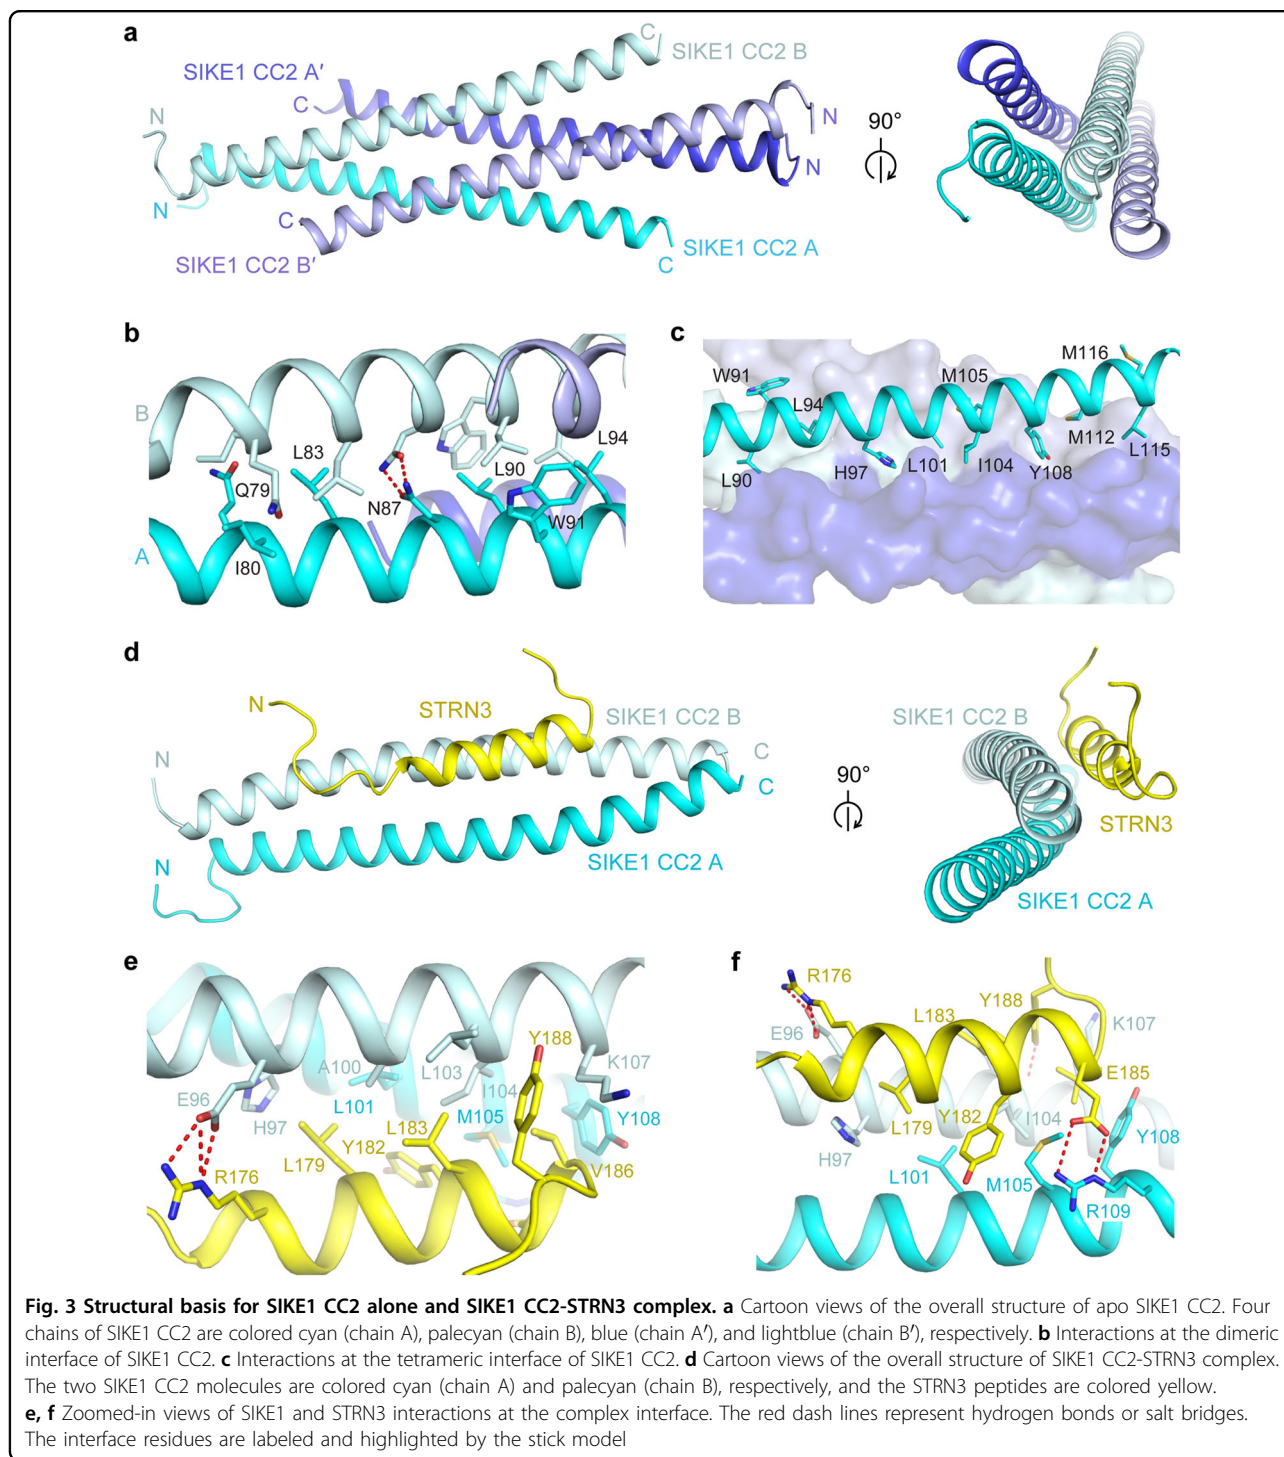 a
SIKE1 CC2 A′
C
SIKE1 CC2 B
C
N
N
N
N
C
SIKE1 CC2 B′
SIKE1 CC2 A
C
90°
b
B
A
Q79
I80
L83
N87
L90
W91
L94
c
W91
L94
L90
H97
L101
M105
I104
Y108
M116
M112
L115
d
N
STRN3
SIKE1 CC2 B
N
C
C
N
SIKE1 CC2 A
90°
SIKE1 CC2 B
STRN3
SIKE1 CC2 A
e
E96
H97
A100
L101
L103
I104
M105
Y188
K107
Y108
R176
L179
Y182
L183
V186
f
R176
E96
L183
Y188
K107
E185
L179
Y182
I104
Y108
H97
L101
M105
R109
Fig. 3 Structural basis for SIKE1 CC2 alone and SIKE1 CC2-STRN3 complex. a Cartoon views of the overall structure of apo SIKE1 CC2. Four
chains of SIKE1 CC2 are colored cyan (chain A), palecyan (chain B), blue (chain A′), and lightblue (chain B′), respectively. b Interactions at the dimeric
interface of SIKE1 CC2. c Interactions at the tetrameric interface of SIKE1 CC2. d Cartoon views of the overall structure of SIKE1 CC2-STRN3 complex.
The two SIKE1 CC2 molecules are colored cyan (chain A) and palecyan (chain B), respectively, and the STRN3 peptides are colored yellow.
e, f Zoomed-in views of SIKE1 and STRN3 interactions at the complex interface. The red dash lines represent hydrogen bonds or salt bridges.
The interface residues are labeled and highlighted by the stick model